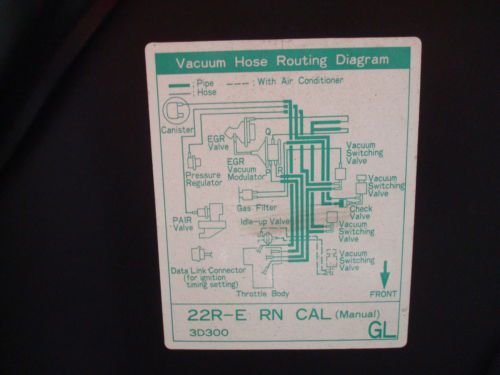 Vacuum Hose Routing Diagram
: Pipe
: Hose
: With Air Conditioner
Canister
EGR
Valve
EGR
Vacuum
Modulator
Q
P
R
Pressure
Regulator
Vacuum
Switching
Valve
Vacuum
Switching
Valve
Gas Filter
Check
Valve
Idle-up Valve
PAIR
Valve
Vacuum
Switching
Valve
Vacuum
Switching
Valve
Data Link Connector
(for ignition
timing setting)
Throttle Body
FRONT
22R-E RN CAL (Manual)
3D300
GL